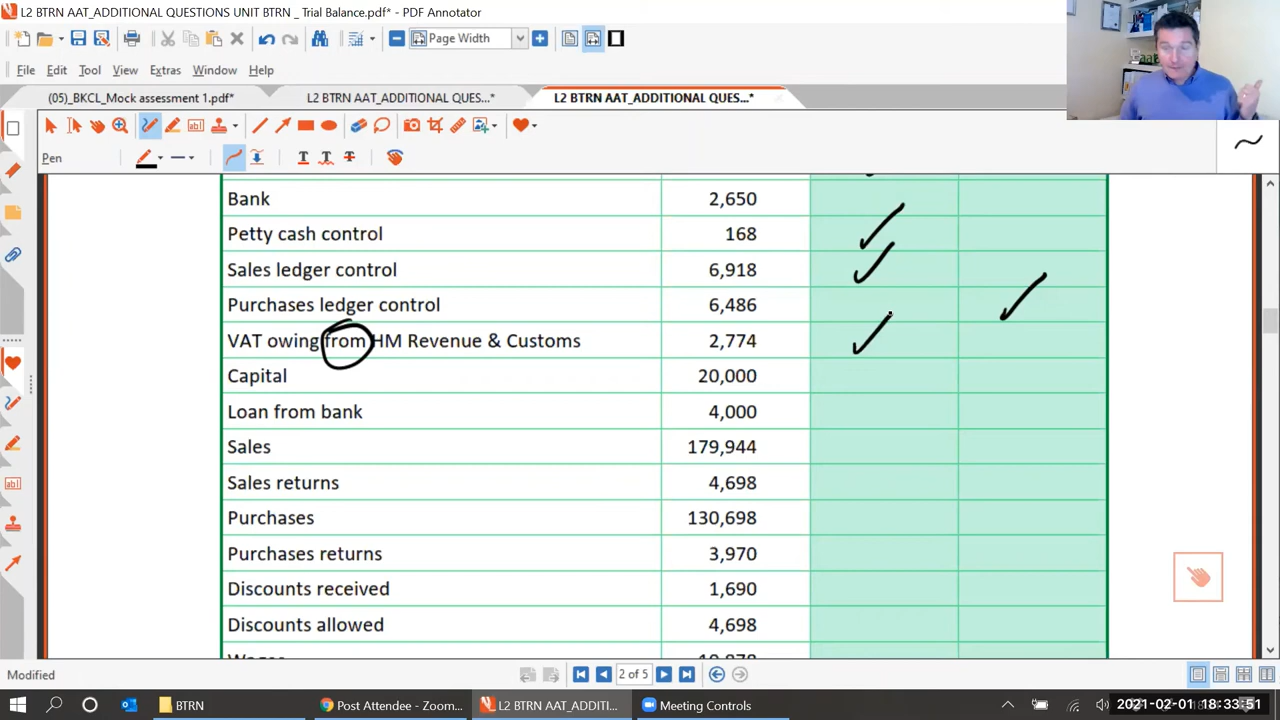 L2 BTRN AAT_ADDITIONAL QUESTIONS UNIT BTRN _ Trial Balance.pdf* - PDF Annotator
Page Width
File Edit Tool View Extras Window Help
(05)_BKCL_Mock assessment 1.pdf* L2 BTRN AAT_ADDITIONAL QUES...* L2 BTRN AAT_ADDITIONAL QUES...*
Pen
Bank 2,650
Petty cash control 168
Sales ledger control 6,918
Purchases ledger control 6,486
VAT owing from HM Revenue & Customs 2,774
Capital 20,000
Loan from bank 4,000
Sales 179,944
Sales returns 4,698
Purchases 130,698
Purchases returns 3,970
Discounts received 1,690
Discounts allowed 4,698
Modified 2 of 5
BTRN Post Attendee - Zoom... L2 BTRN AAT_ADDITI... Meeting Controls 2021-02-01 18:33:51